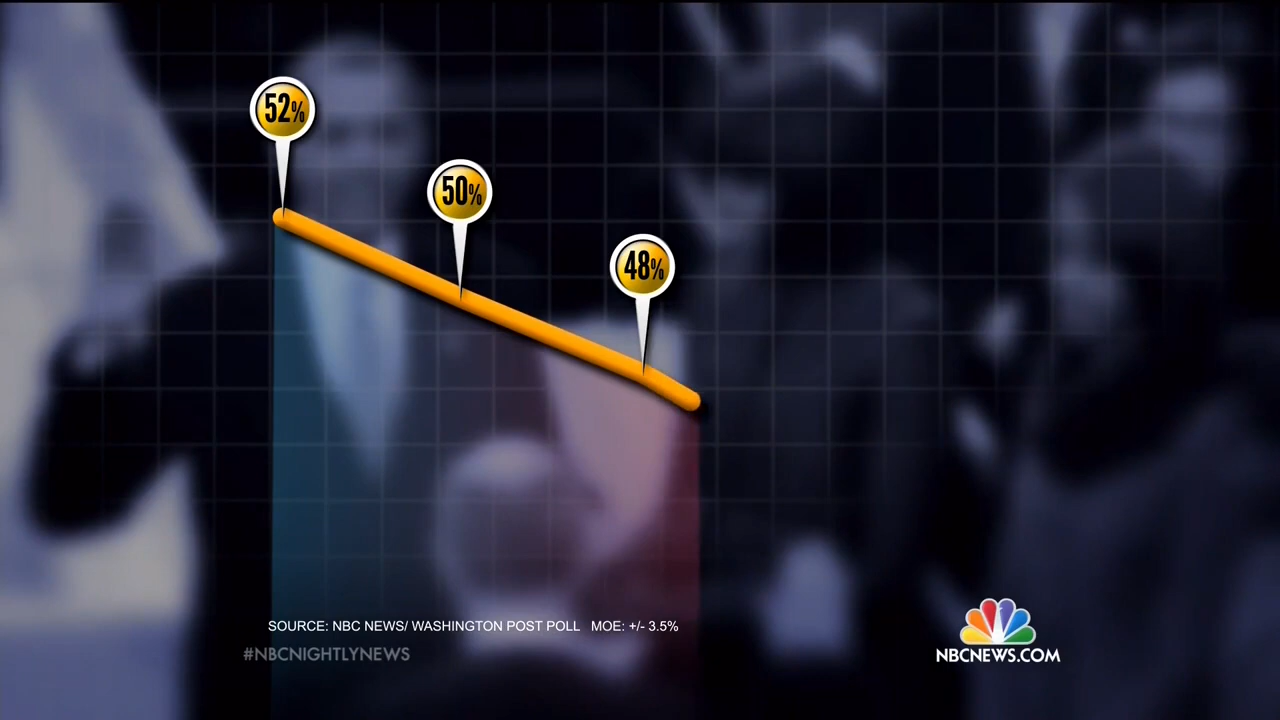 52%
50%
48%
SOURCE: NBC NEWS/ WASHINGTON POST POLL MOE: +/- 3.5%
#NBCNIGHTLYNEWS
NBCNEWS.COM